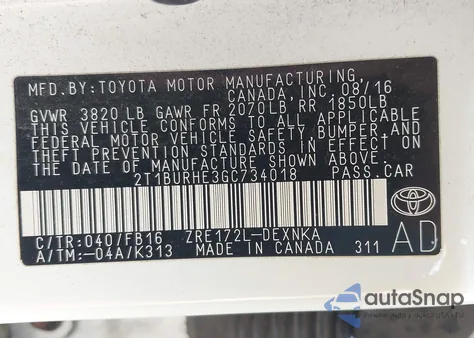 MFD.BY:TOYOTA MOTOR MANUFACTURING,
CANADA, INC. 08/16
GVWR 3820 LB GAWR FR 2070LB, RR 1850LB
THIS VEHICLE CONFORMS TO ALL APPLICABLE
FEDERAL MOTOR VEHICLE SAFETY, BUMPER, AND
THEFT PREVENTION STANDARDS IN EFFECT ON
THE DATE OF MANUFACTURE SHOWN ABOVE.
2T1BURHE3GC734018 PASS.CAR
C/TR:040/FB16 ZRE172L-DEXNKA
A/TM:-04A/K313 MADE IN CANADA 311 AD
autoSnap